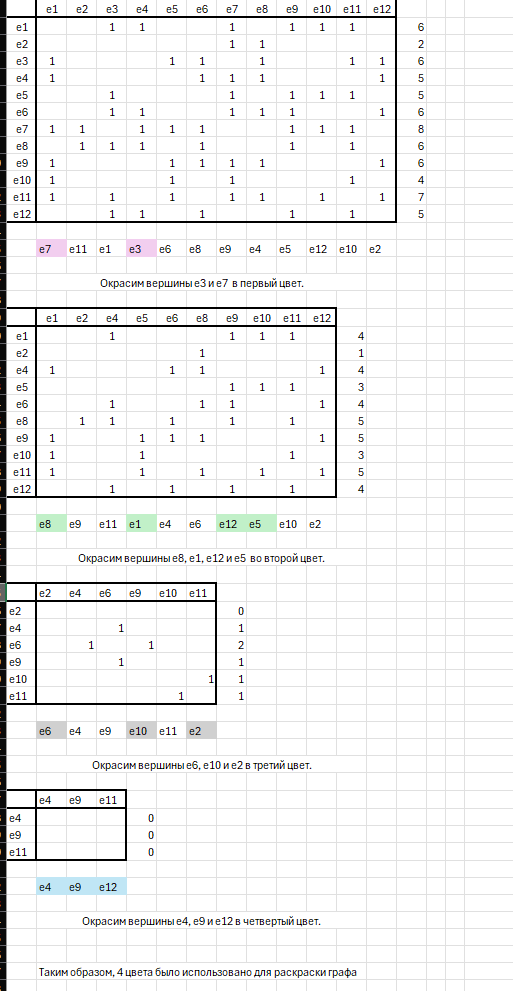 e1 e2 e3 e4 e5 e6 e7 e8 e9 e10 e11 e12
e1 1 1 1 1 1 1 6
e2 1 1 2
e3 1 1 1 1 1 1 6
e4 1 1 1 1 1 5
e5 1 1 1 1 1 5
e6 1 1 1 1 1 1 6
e7 1 1 1 1 1 1 1 1 8
e8 1 1 1 1 1 1 6
e9 1 1 1 1 1 1 6
e10 1 1 1 1 4
e11 1 1 1 1 1 1 1 7
e12 1 1 1 1 1 5
e7 e11 e1 e3 e6 e8 e9 e4 e5 e12 e10 e2
Окрасим вершины e3 и e7 в первый цвет.
e1 e2 e4 e5 e6 e8 e9 e10 e11 e12
e1 1 1 1 1 4
e2 1 1
e4 1 1 1 1 4
e5 1 1 1 3
e6 1 1 1 1 4
e8 1 1 1 1 1 5
e9 1 1 1 1 1 5
e10 1 1 1 3
e11 1 1 1 1 1 5
e12 1 1 1 1 4
e8 e9 e11 e1 e4 e6 e12 e5 e10 e2
Окрасим вершины e8, e1, e12 и e5 во второй цвет.
e2 e4 e6 e9 e10 e11
e2 0
e4 1 1
e6 1 1 2
e9 1 1
e10 1 1
e11 1 1
e6 e4 e9 e10 e11 e2
Окрасим вершины e6, e10 и e2 в третий цвет.
e4 e9 e11
e4 0
e9 0
e11 0
e4 e9 e12
Окрасим вершины e4, e9 и e12 в четвертый цвет.
Таким образом, 4 цвета было использовано для раскраски графа